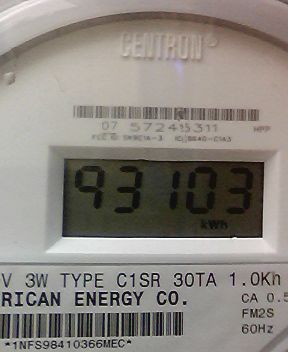 CENTRON®
07 57245311 HPP
93103
kWh
V 3W TYPE C1SR 30TA 1.0Kh
RICAN ENERGY CO. CA 0.5
FM2S
*1NFS98410366MEC* 60Hz